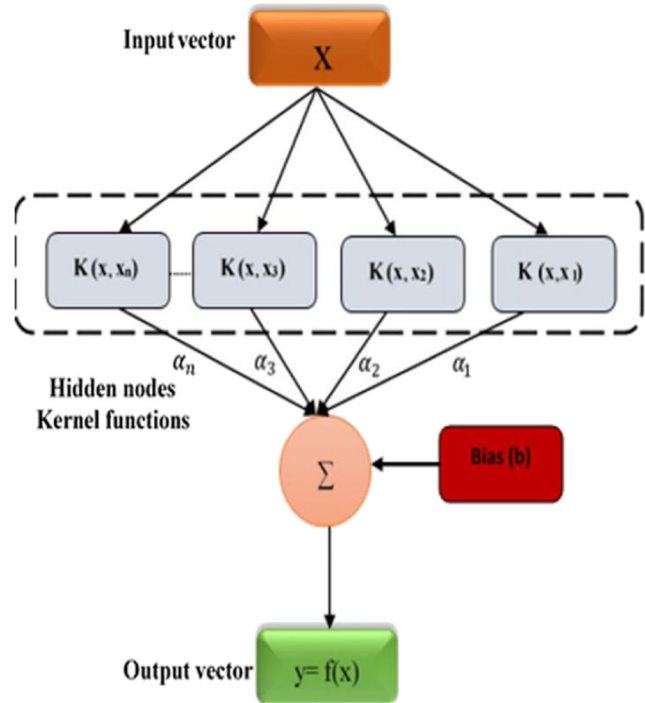 Input vector
X
K(x, xₙ)
K(x, x₃)
K(x, x₂)
K (x,x₁)
αₙ
α₃
α₂
α₁
Hidden nodes
Kernel functions
Σ
Bias (b)
Output vector
y= f(x)